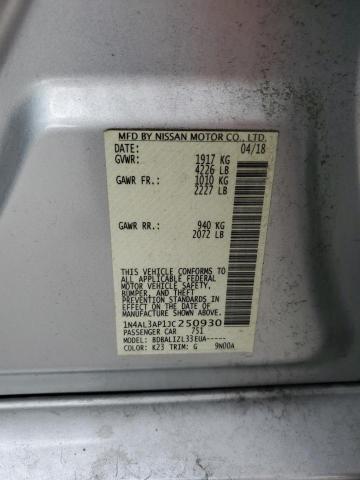 MFD BY NISSAN MOTOR CO., LTD.
DATE: 04/18
GVWR: 1917 KG
4226 LB
GAWR FR: 1010 KG
2227 LB
GAWR RR: 940 KG
2072 LB
THIS VEHICLE CONFORMS TO
ALL APPLICABLE FEDERAL
MOTOR VEHICLE SAFETY,
BUMPER, AND THEFT
PREVENTION STANDARDS IN
EFFECT ON THE DATE OF
MANUFACTURE SHOWN ABOVE.
1N4AL3AP1JC250930
PASSENGER CAR 751
MODEL: BDBALIZL33EUA-----
COLOR: K23 TRIM: G 9N00A